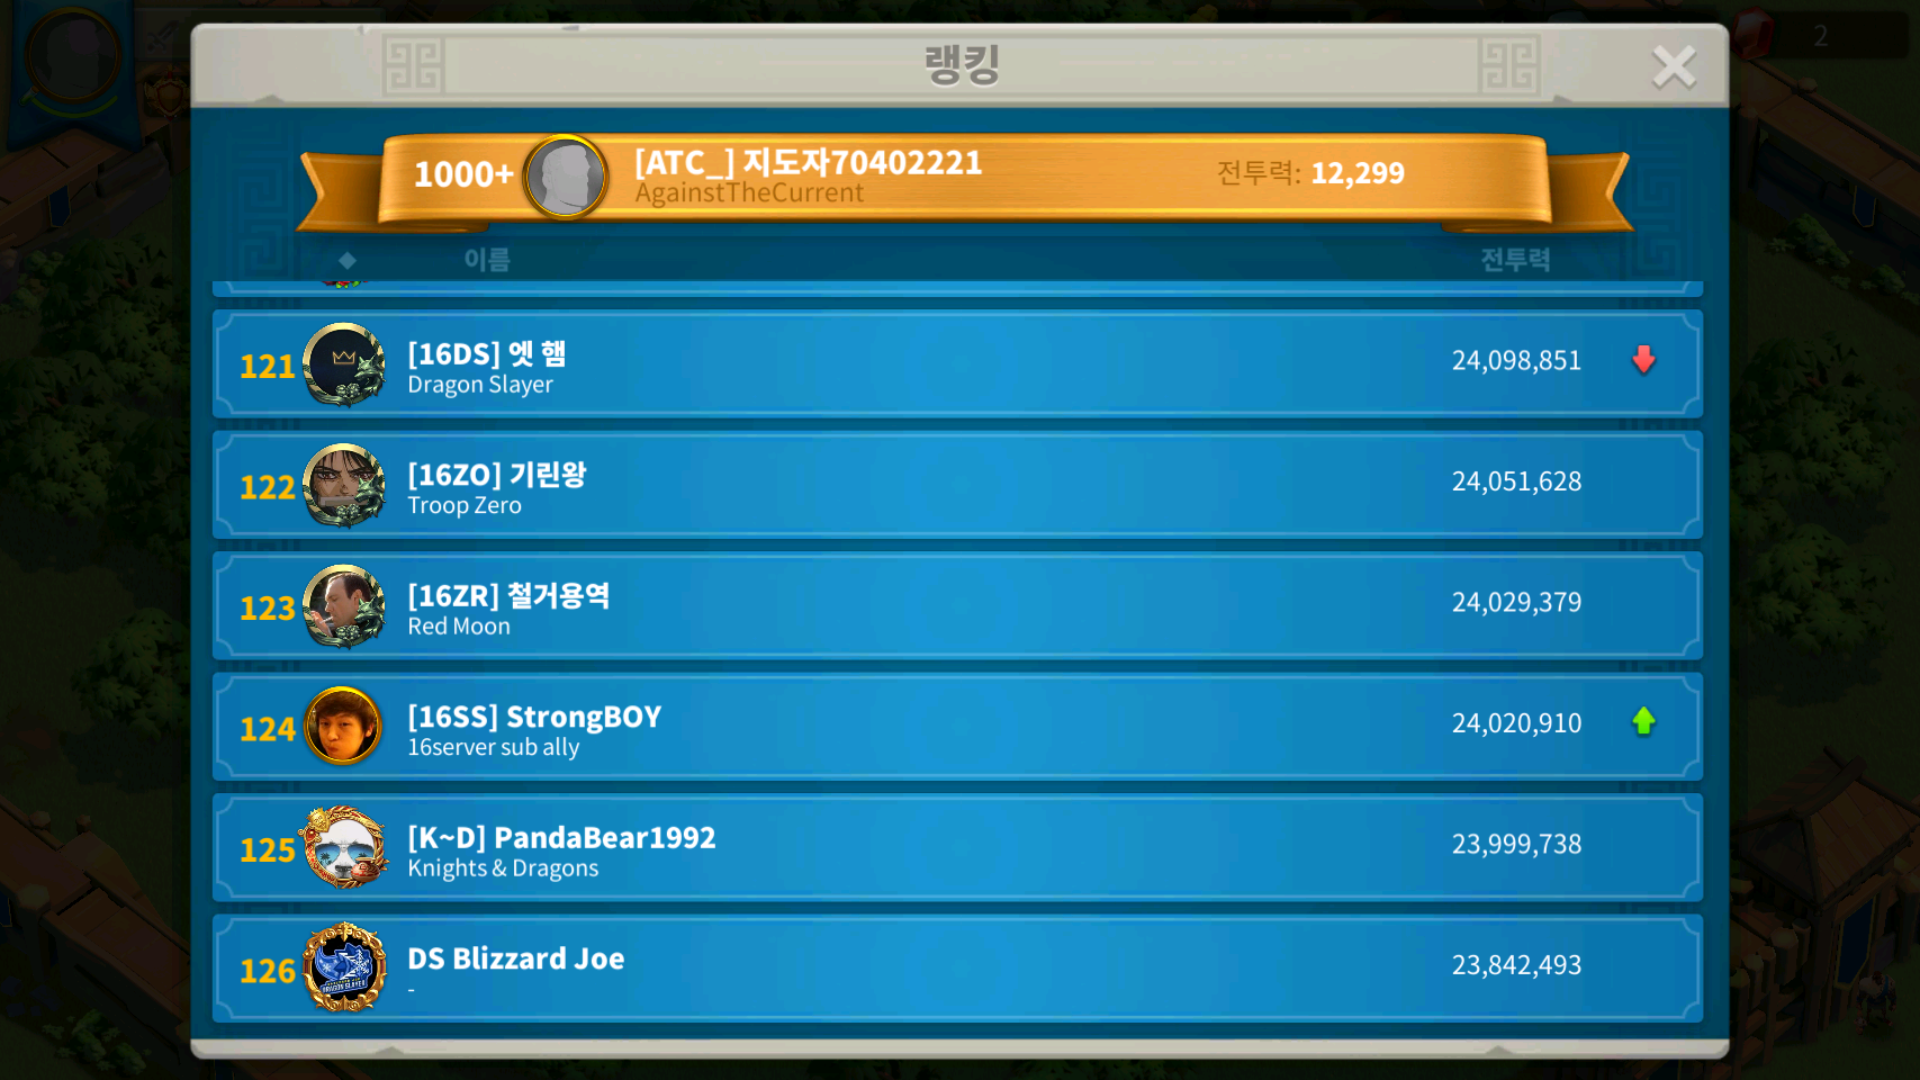 랭킹
2
1000+
[ATC_] 지도자70402221
AgainstTheCurrent
전투력: 12,299
이름
전투력
121
[16DS] 엣 햄
Dragon Slayer
24,098,851
122
[16ZO] 기린왕
Troop Zero
24,051,628
123
[16ZR] 철거용역
Red Moon
24,029,379
124
[16SS] StrongBOY
16server sub ally
24,020,910
125
[K~D] PandaBear1992
Knights & Dragons
23,999,738
126
DS Blizzard Joe
-
23,842,493
DRAGON SLAYER